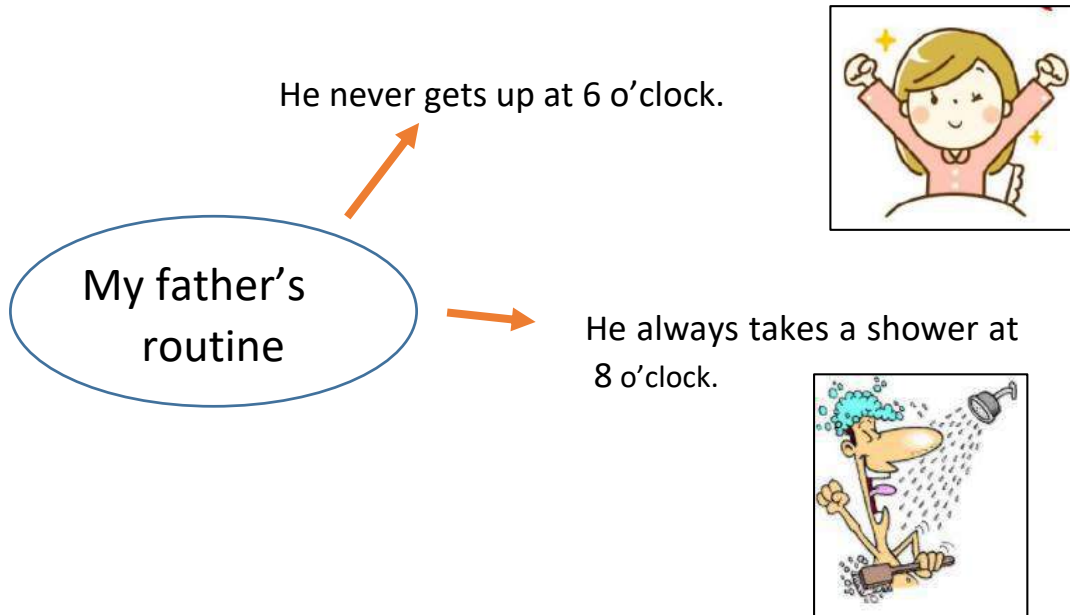 He never gets up at 6 o’clock.
My father’s
routine
He always takes a shower at
8 o’clock.